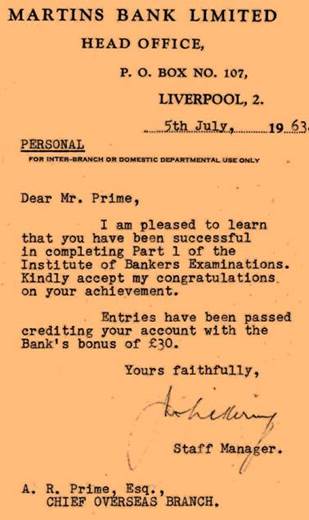 MARTINS BANK LIMITED
HEAD OFFICE,
P. O. BOX NO. 107,
LIVERPOOL, 2.
5th July, 1963.
PERSONAL
FOR INTER-BRANCH OR DOMESTIC DEPARTMENTAL USE ONLY
Dear Mr. Prime,
I am pleased to learn
that you have been successful
in completing Part 1 of the
Institute of Bankers Examinations.
Kindly accept my congratulations
on your achievement.
Entries have been passed
crediting your account with the
Bank's bonus of £30.
Yours faithfully,
Staff Manager.
A. R. Prime, Esq.,
CHIEF OVERSEAS BRANCH.